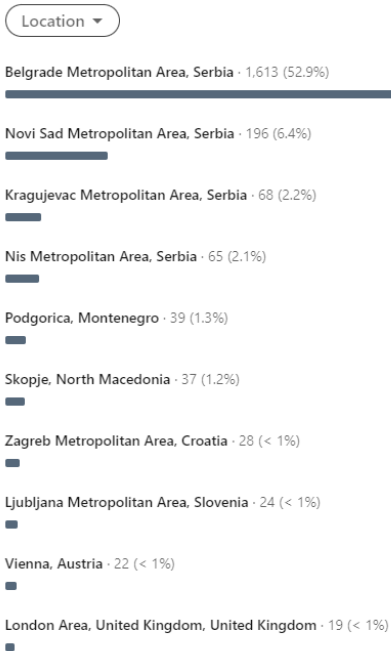 Location
Belgrade Metropolitan Area, Serbia · 1,613 (52.9%)
Novi Sad Metropolitan Area, Serbia · 196 (6.4%)
Kragujevac Metropolitan Area, Serbia · 68 (2.2%)
Nis Metropolitan Area, Serbia · 65 (2.1%)
Podgorica, Montenegro · 39 (1.3%)
Skopje, North Macedonia · 37 (1.2%)
Zagreb Metropolitan Area, Croatia · 28 (< 1%)
Ljubljana Metropolitan Area, Slovenia · 24 (< 1%)
Vienna, Austria · 22 (< 1%)
London Area, United Kingdom, United Kingdom · 19 (< 1%)